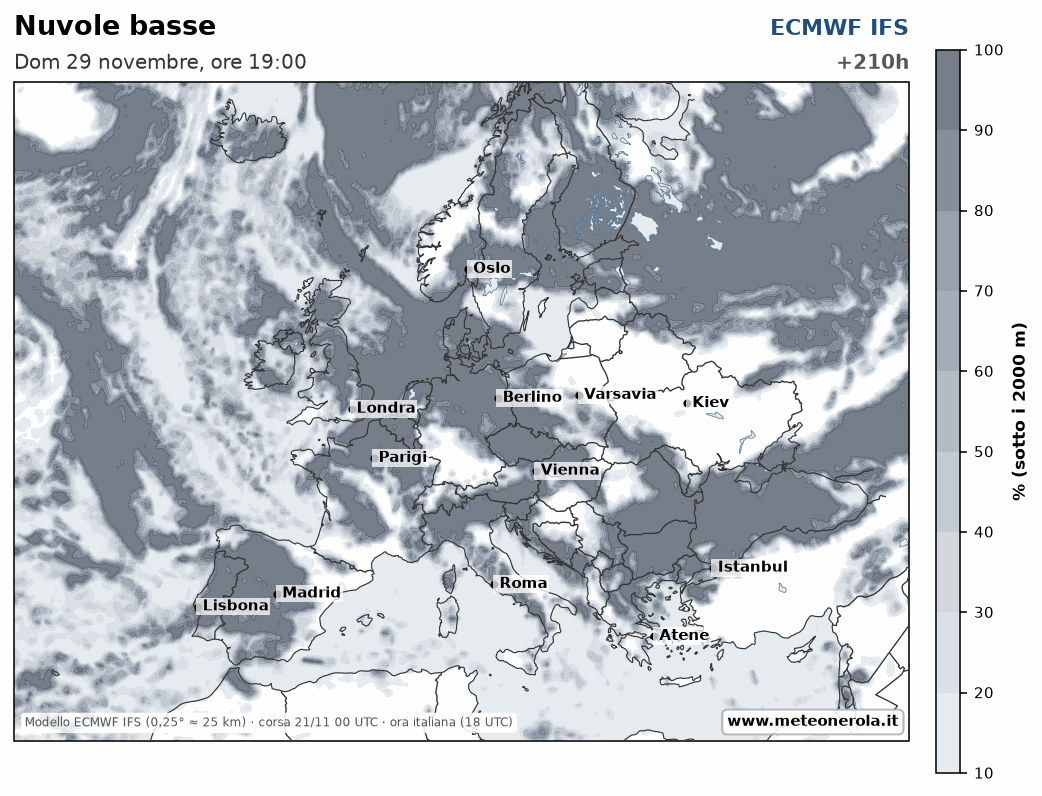 Nuvole basse
ECMWF IFS
Dom 29 novembre, ore 19:00
+210h
100
90
80
70
60
50
40
30
20
10
% (sotto i 2000 m)
Oslo
Londra
Berlino
Varsavia
Kiev
Parigi
Vienna
Istanbul
Roma
Madrid
Lisbona
Atene
Modello ECMWF IFS (0,25° ≈ 25 km) · corsa 21/11 00 UTC · ora italiana (18 UTC)
www.meteonerola.it